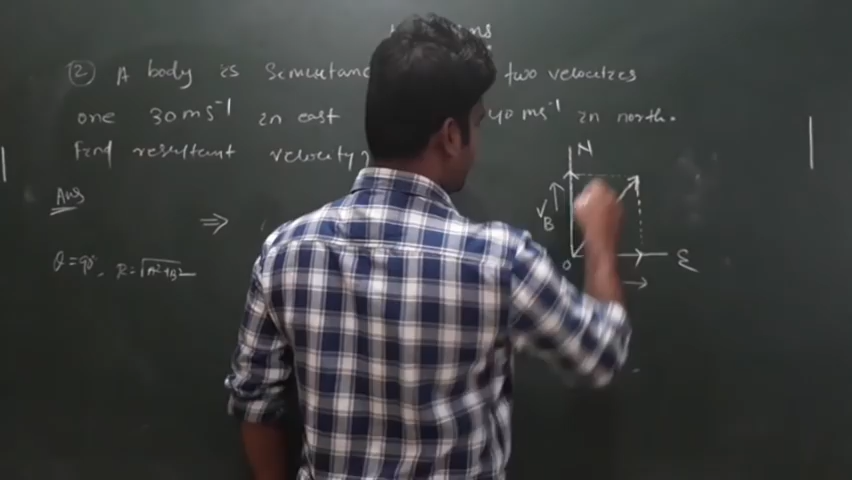 ② A body is two velocities
one 30 ms⁻¹ in east 40 ms⁻¹ in north.
Find resultant velocity?
Ans
⇒
θ = 90°, R = √A²+B²
N
V_B
O
E